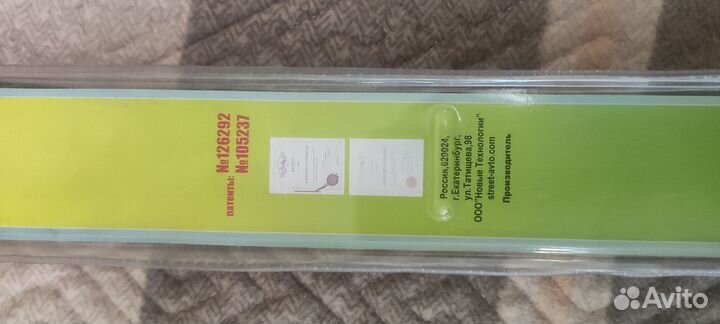 патенты: №126292
№105237
Россия,620024,
г.Екатеринбург,
ул.Татищева,98
ООО"Новые Технологии"
street-avto.com
Производитель
Avito